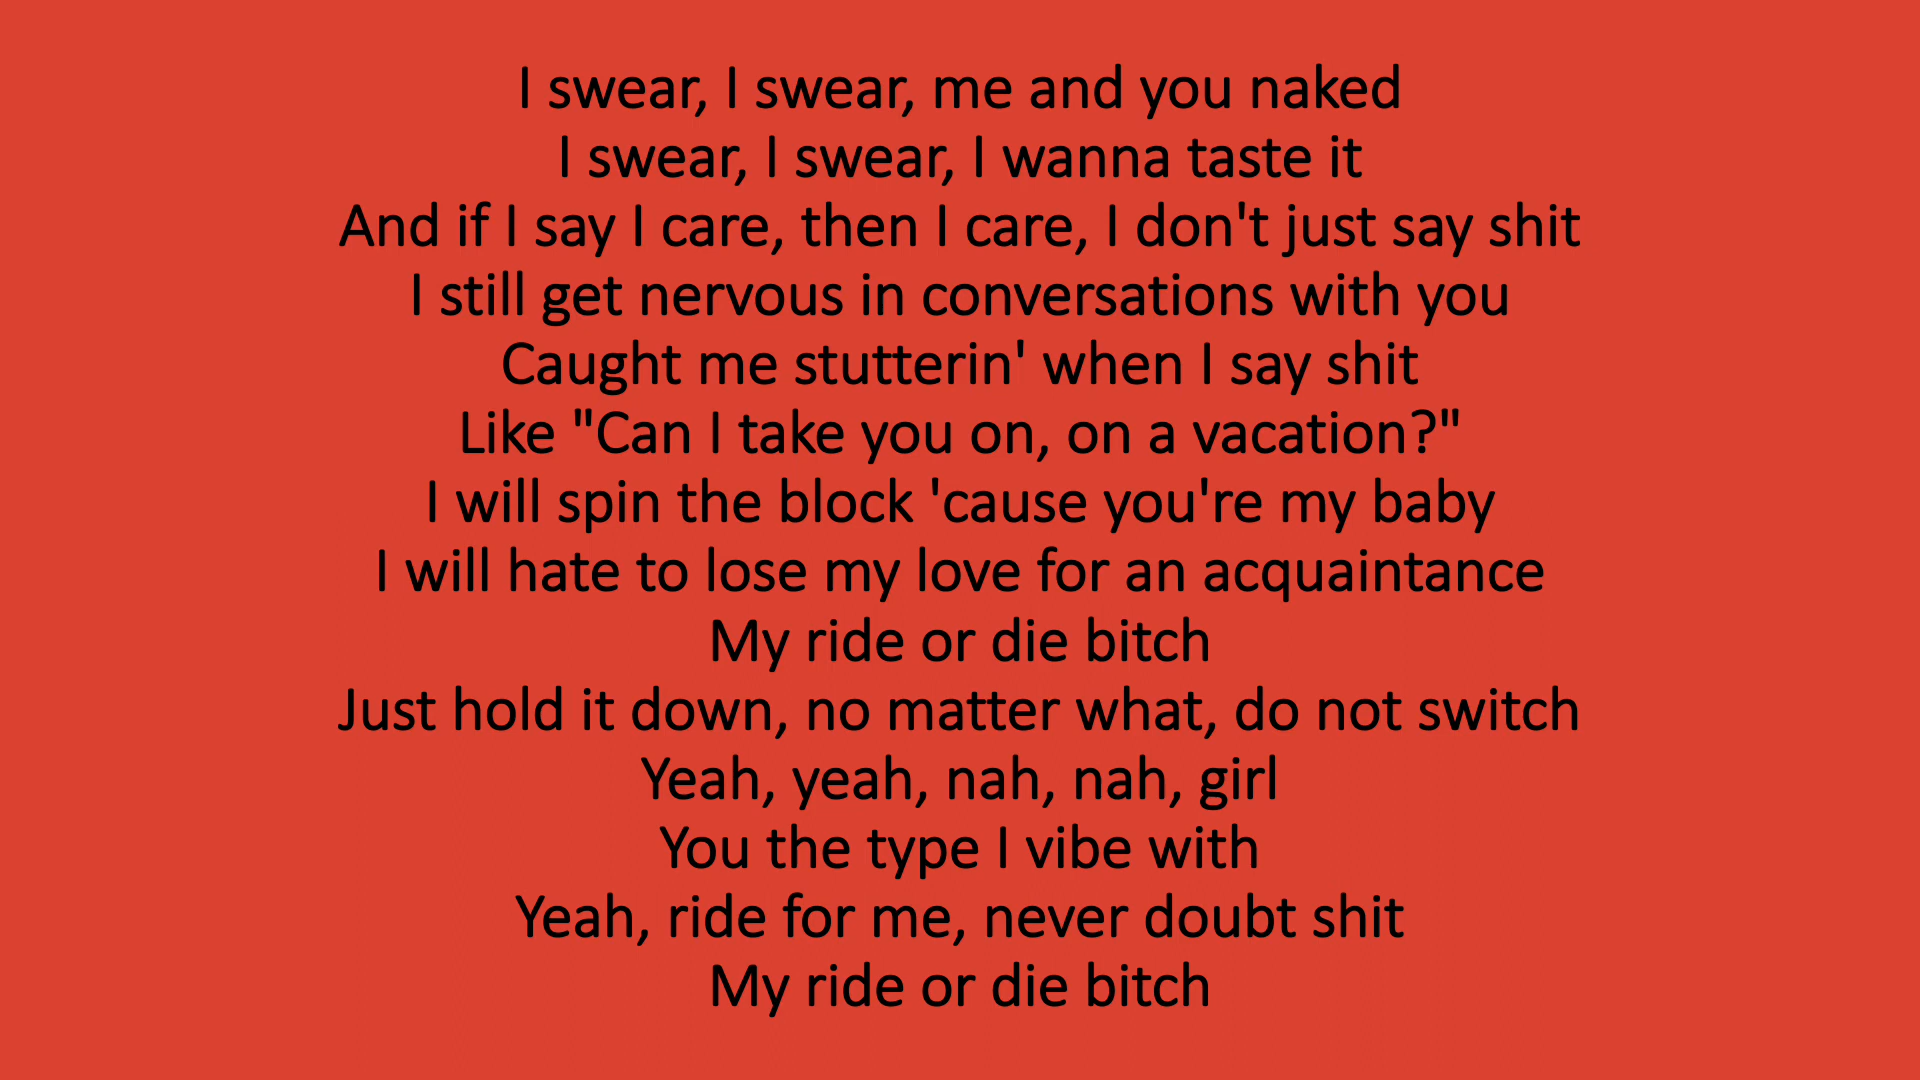 I swear, I swear, me and you naked
I swear, I swear, I wanna taste it
And if I say I care, then I care, I don't just say shit
I still get nervous in conversations with you
Caught me stutterin' when I say shit
Like "Can I take you on, on a vacation?"
I will spin the block 'cause you're my baby
I will hate to lose my love for an acquaintance
My ride or die bitch
Just hold it down, no matter what, do not switch
Yeah, yeah, nah, nah, girl
You the type I vibe with
Yeah, ride for me, never doubt shit
My ride or die bitch